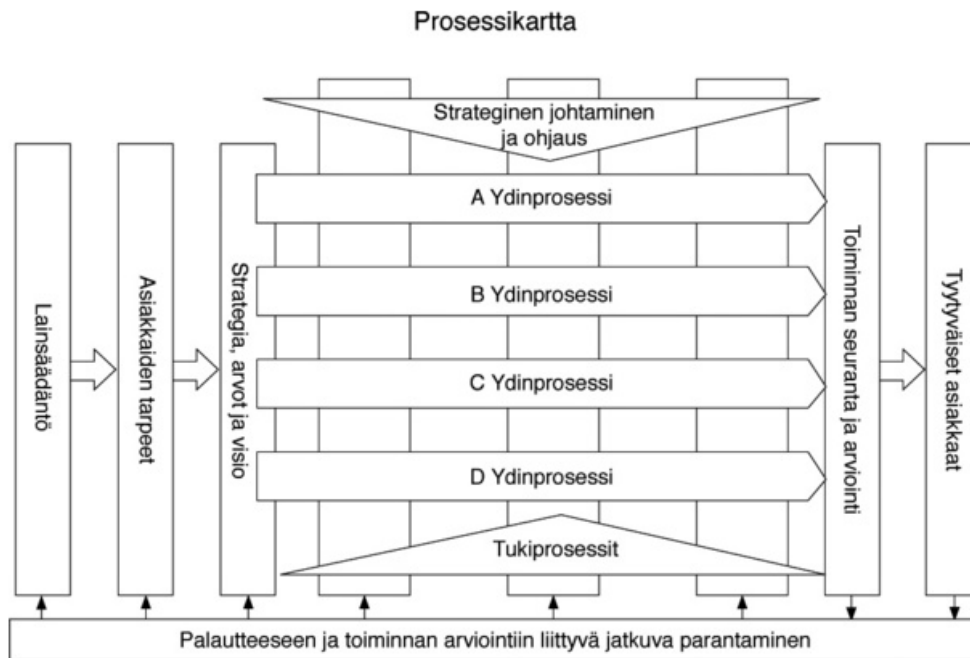 Prosessikartta
Strateginen johtaminen
ja ohjaus
Lainsäädäntö
Asiakkaiden tarpeet
Strategia, arvot ja visio
A Ydinprosessi
B Ydinprosessi
C Ydinprosessi
D Ydinprosessi
Tukiprosessit
Toiminnan seuranta ja arviointi
Tyytyväiset asiakkaat
Palautteeseen ja toiminnan arviointiin liittyvä jatkuva parantaminen